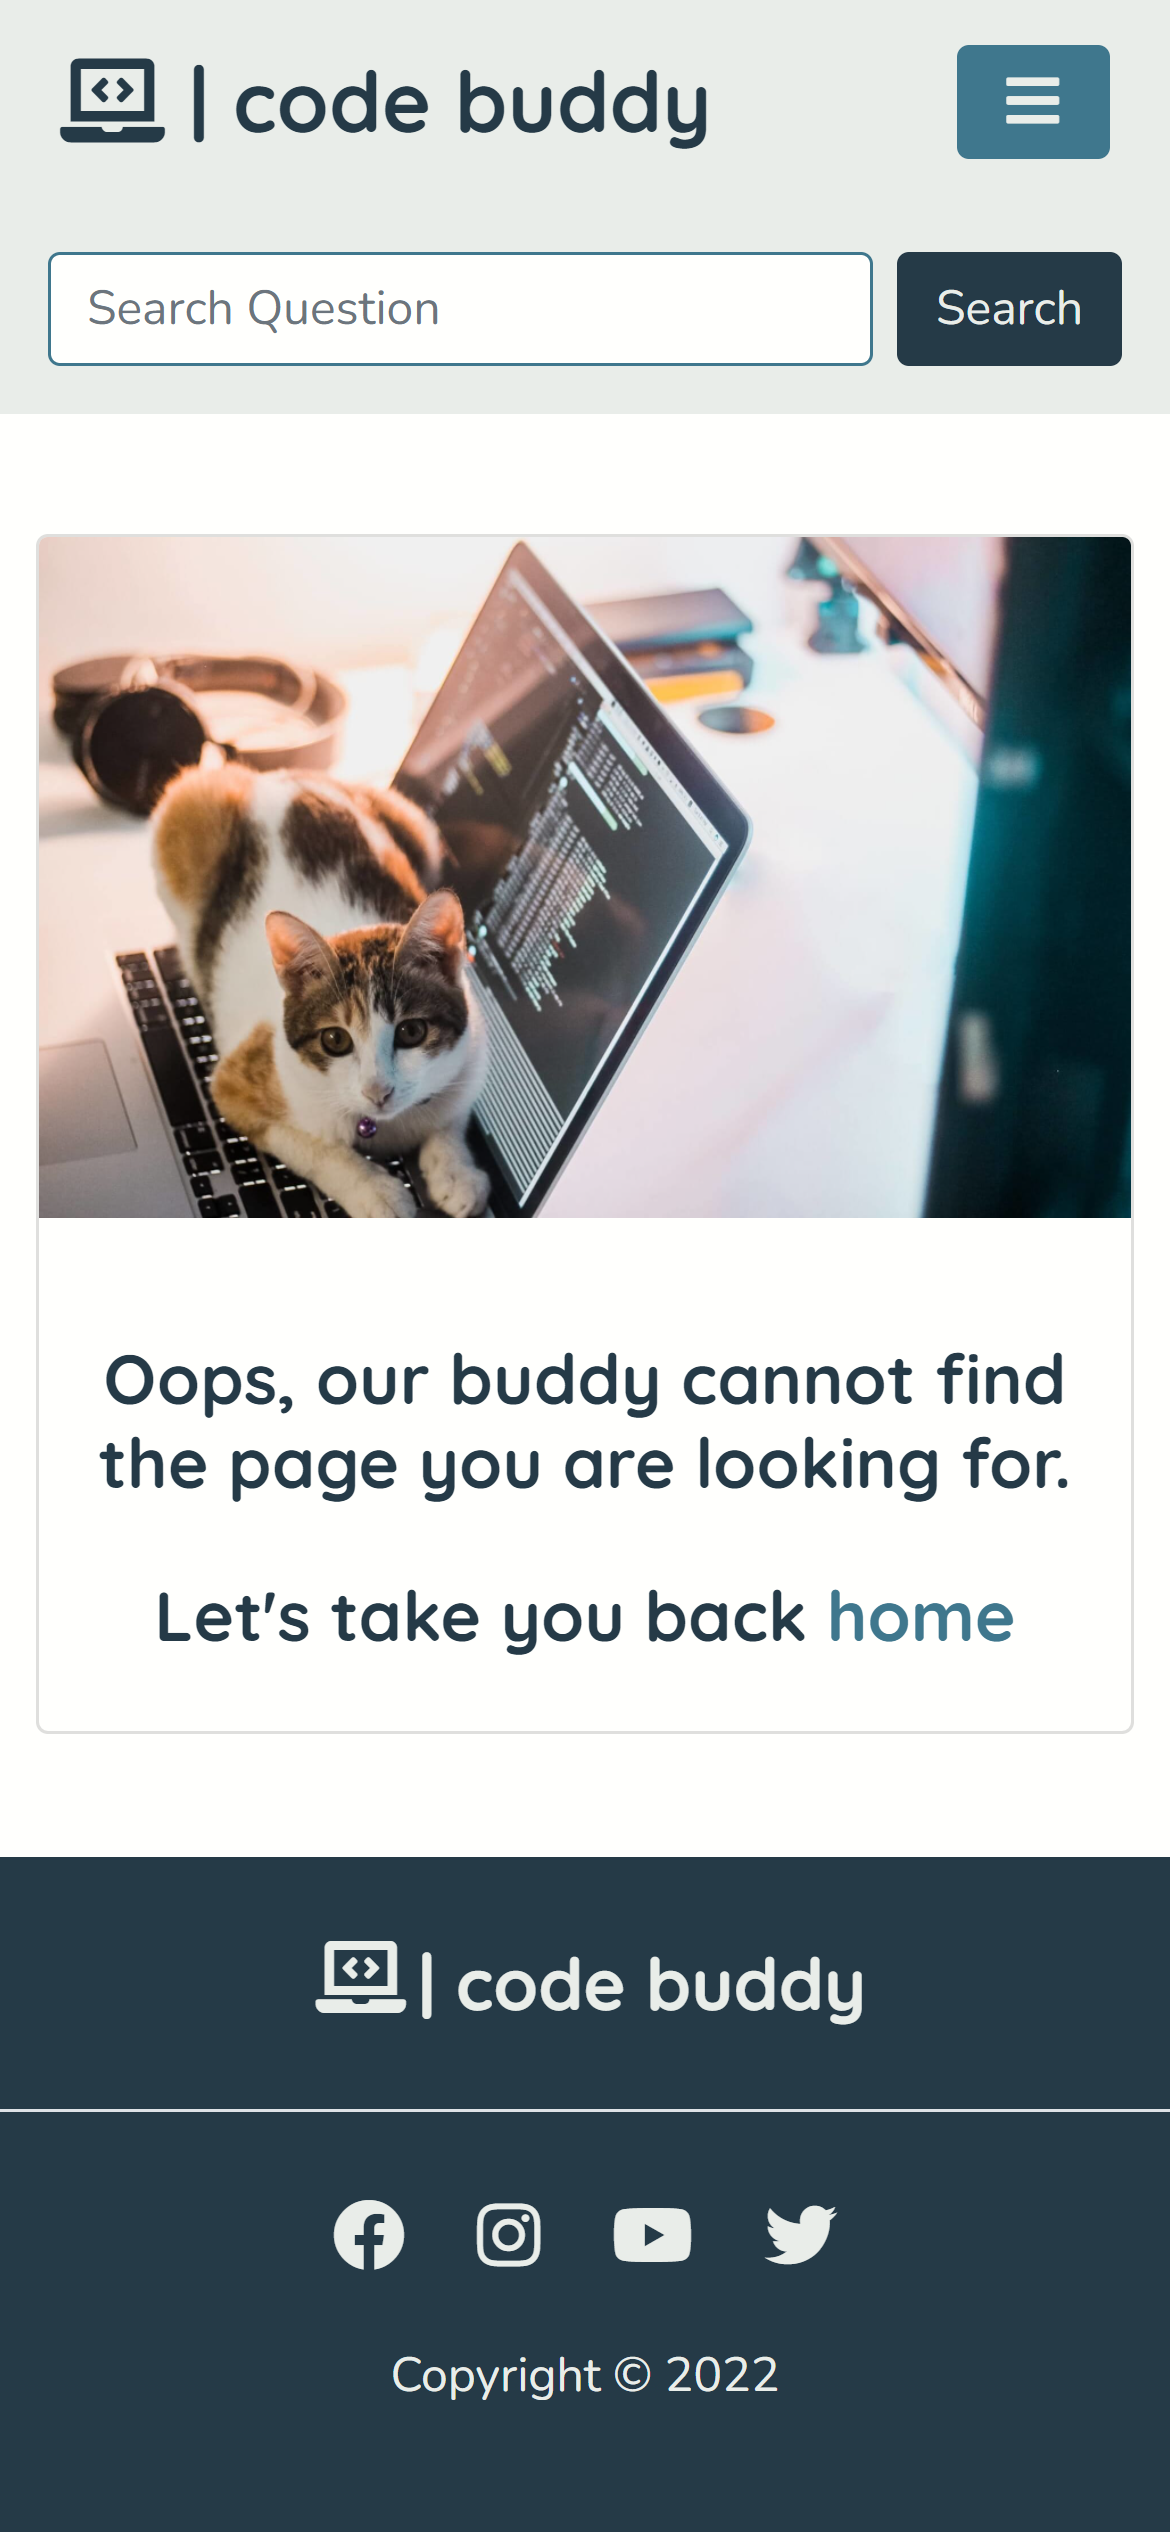 | code buddy
Search Question
Search
Oops, our buddy cannot find
the page you are looking for.
Let's take you back home
| code buddy
Copyright © 2022